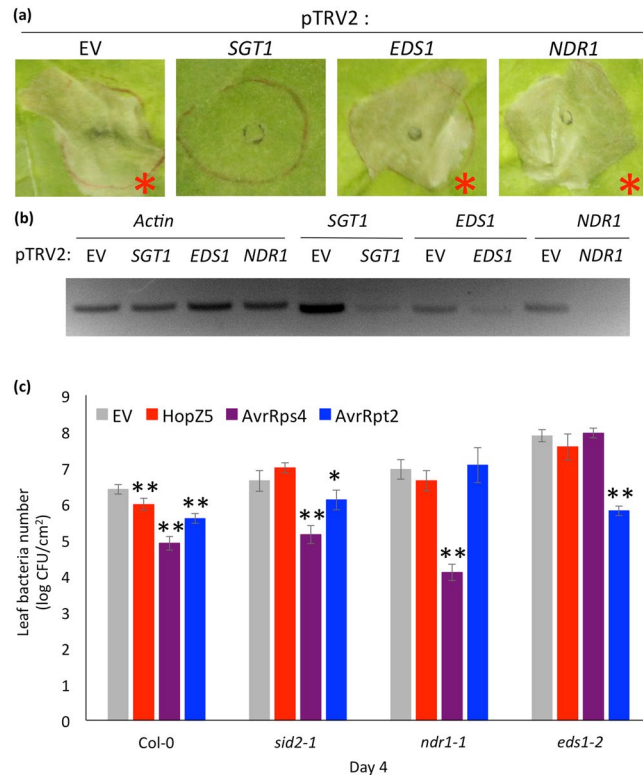 (a)
pTRV2 :
EV SGT1 EDS1 NDR1
* * *
(b)
Actin SGT1 EDS1 NDR1
pTRV2: EV SGT1 EDS1 NDR1 EV SGT1 EV EDS1 EV NDR1
(c)
9
8
7
6
5
4
3
2
1
0
Leaf bacteria number
(log CFU/cm²)
EV HopZ5 AvrRps4 AvrRpt2
** ** ** ** * ** **
Col-0 sid2-1 ndr1-1 eds1-2
Day 4